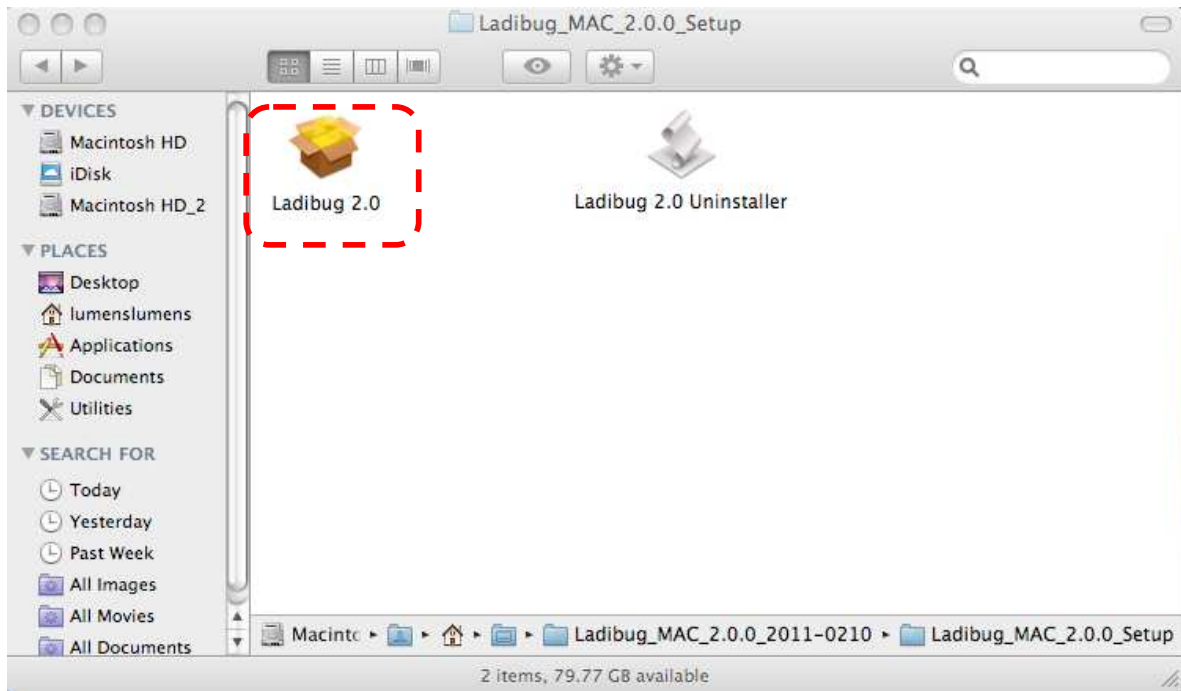 Ladibug_MAC_2.0.0_Setup
DEVICES
Macintosh HD
iDisk
Macintosh HD_2
PLACES
Desktop
lumenslumens
Applications
Documents
Utilities
SEARCH FOR
Today
Yesterday
Past Week
All Images
All Movies
All Documents
Ladibug 2.0
Ladibug 2.0 Uninstaller
Macintc Ladibug_MAC_2.0.0_2011-0210 Ladibug_MAC_2.0.0_Setup
2 items, 79.77 GB available